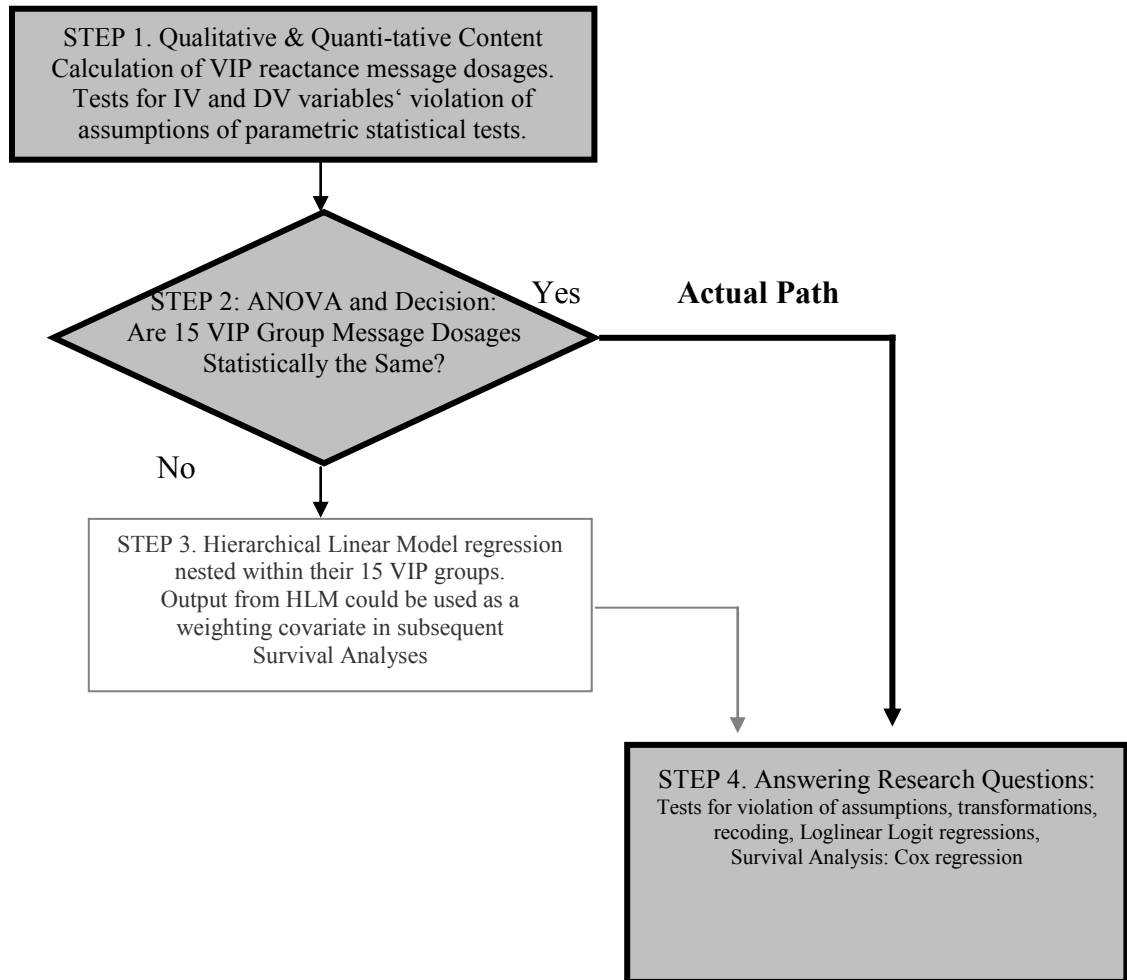 STEP 1. Qualitative & Quanti-tative Content
Calculation of VIP reactance message dosages.
Tests for IV and DV variables‘ violation of
assumptions of parametric statistical tests.
STEP 2: ANOVA and Decision:
Are 15 VIP Group Message Dosages
Statistically the Same?
Yes
Actual Path
No
STEP 3. Hierarchical Linear Model regression
nested within their 15 VIP groups.
Output from HLM could be used as a
weighting covariate in subsequent
Survival Analyses
STEP 4. Answering Research Questions:
Tests for violation of assumptions, transformations,
recoding, Loglinear Logit regressions,
Survival Analysis: Cox regression